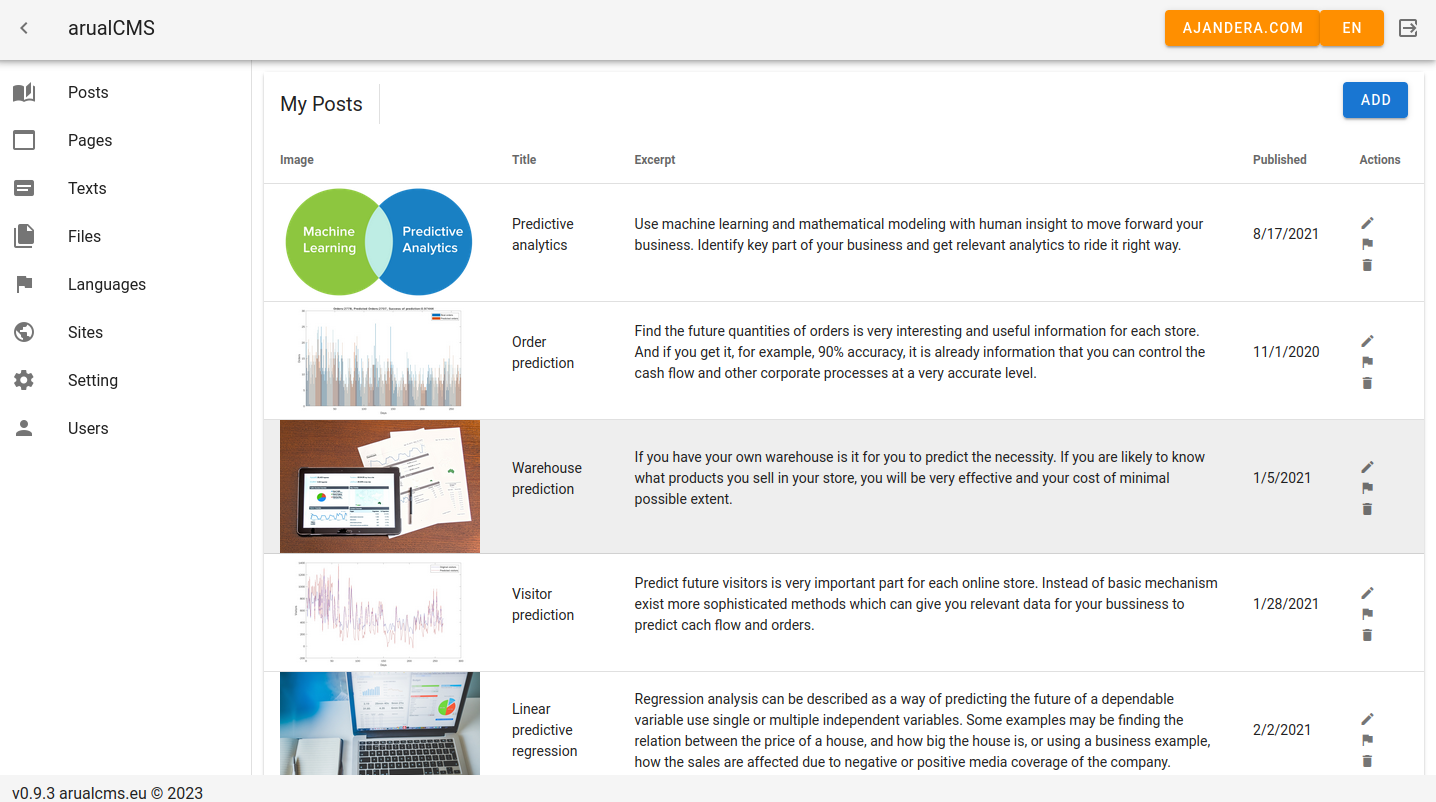 arualCMS
AJANDERA.COM
EN
Posts
Pages
Texts
Files
Languages
Sites
Setting
Users
My Posts
ADD
Image
Title
Excerpt
Published
Actions
Machine
Learning
Predictive
Analytics
Predictive
analytics
Use machine learning and mathematical modeling with human insight to move forward your
business. Identify key part of your business and get relevant analytics to ride it right way.
8/17/2021
Order
prediction
Find the future quantities of orders is very interesting and useful information for each store.
And if you get it, for example, 90% accuracy, it is already information that you can control the
cash flow and other corporate processes at a very accurate level.
11/1/2020
Warehouse
prediction
If you have your own warehouse is it for you to predict the necessity. If you are likely to know
what products you sell in your store, you will be very effective and your cost of minimal
possible extent.
1/5/2021
Visitor
prediction
Predict future visitors is very important part for each online store. Instead of basic mechanism
exist more sophisticated methods which can give you relevant data for your bussiness to
predict cach flow and orders.
1/28/2021
Linear
predictive
regression
Regression analysis can be described as a way of predicting the future of a dependable
variable use single or multiple independent variables. Some examples may be finding the
relation between the price of a house, and how big the house is, or using a business example,
how the sales are affected due to negative or positive media coverage of the company.
2/2/2021
v0.9.3 arualcms.eu © 2023